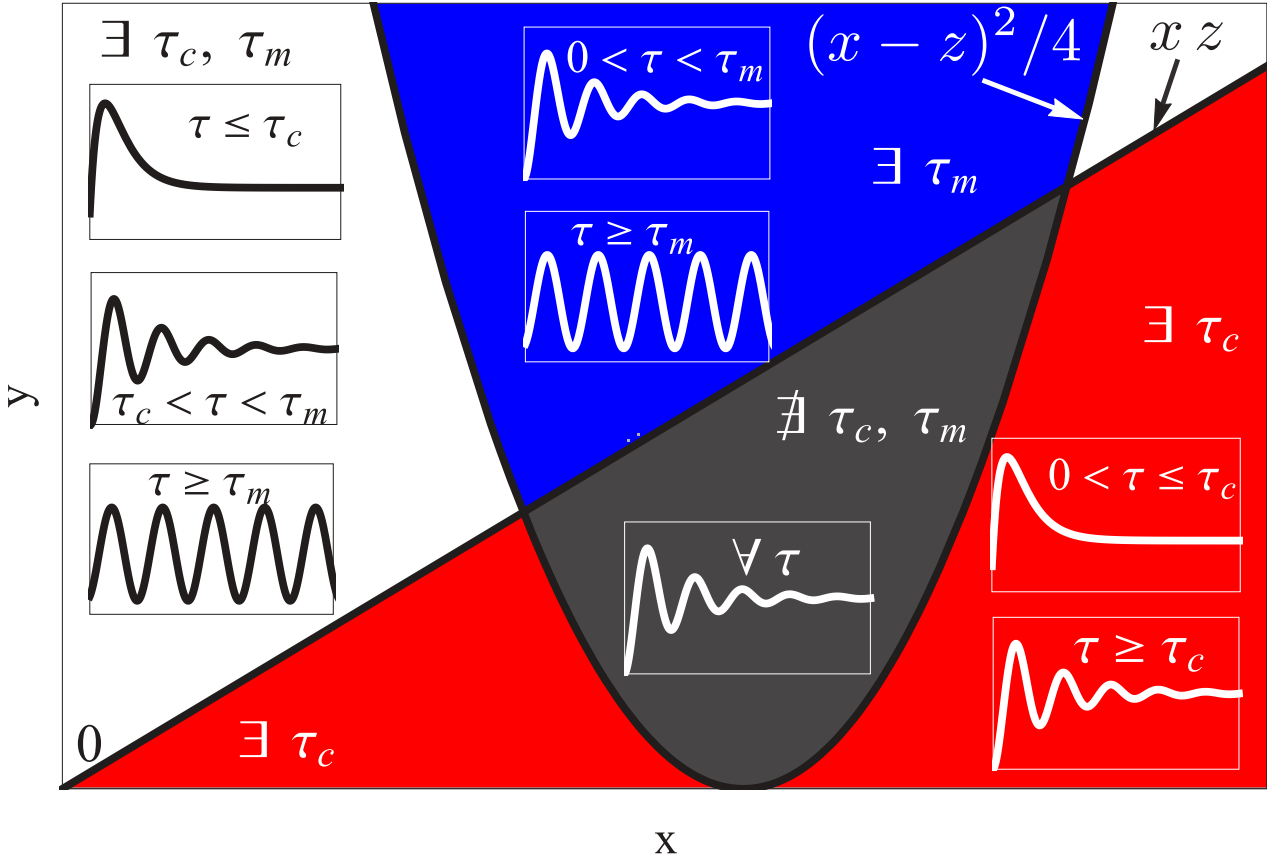 ∃ τ_c, τ_m
τ ≤ τ_c
τ_c < τ < τ_m
τ ≥ τ_m
0 < τ < τ_m
τ ≥ τ_m
(x − z)²/4
x z
∃ τ_m
∃ τ_c
∄ τ_c, τ_m
0 < τ ≤ τ_c
∀ τ
τ ≥ τ_c
∃ τ_c
0
y
x